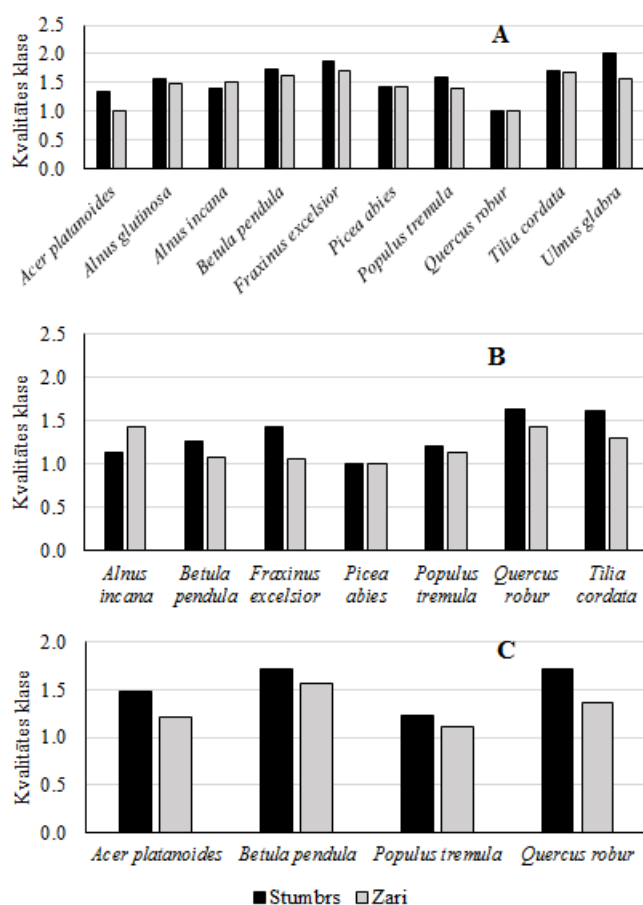 A
Kvalitātes klase
2.5
2.0
1.5
1.0
0.5
0.0
Acer platanoides
Alnus glutinosa
Alnus incana
Betula pendula
Fraxinus excelsior
Picea abies
Populus tremula
Quercus robur
Tilia cordata
Ulmus glabra
B
Kvalitātes klase
2.5
2.0
1.5
1.0
0.5
0.0
Alnus
incana
Betula
pendula
Fraxinus
excelsior
Picea
abies
Populus
tremula
Quercus
robur
Tilia
cordata
C
Kvalitātes klase
2.0
1.5
1.0
0.5
0.0
Acer platanoides
Betula pendula
Populus tremula
Quercus robur
Stumbrs
Zari